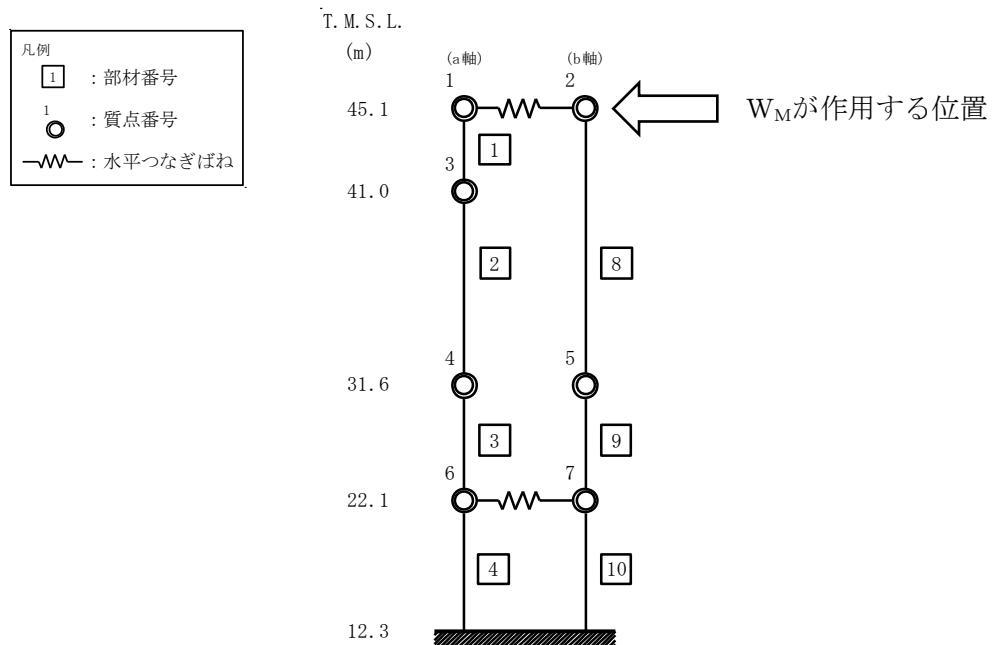 T.M.S.L.
(m)
凡例
1 : 部材番号
1 : 質点番号
: 水平つなぎばね
(a軸) (b軸)
1 2
45.1
W_Mが作用する位置
1
3
41.0
2 8
4 5
31.6
3 9
6 7
22.1
4 10
12.3